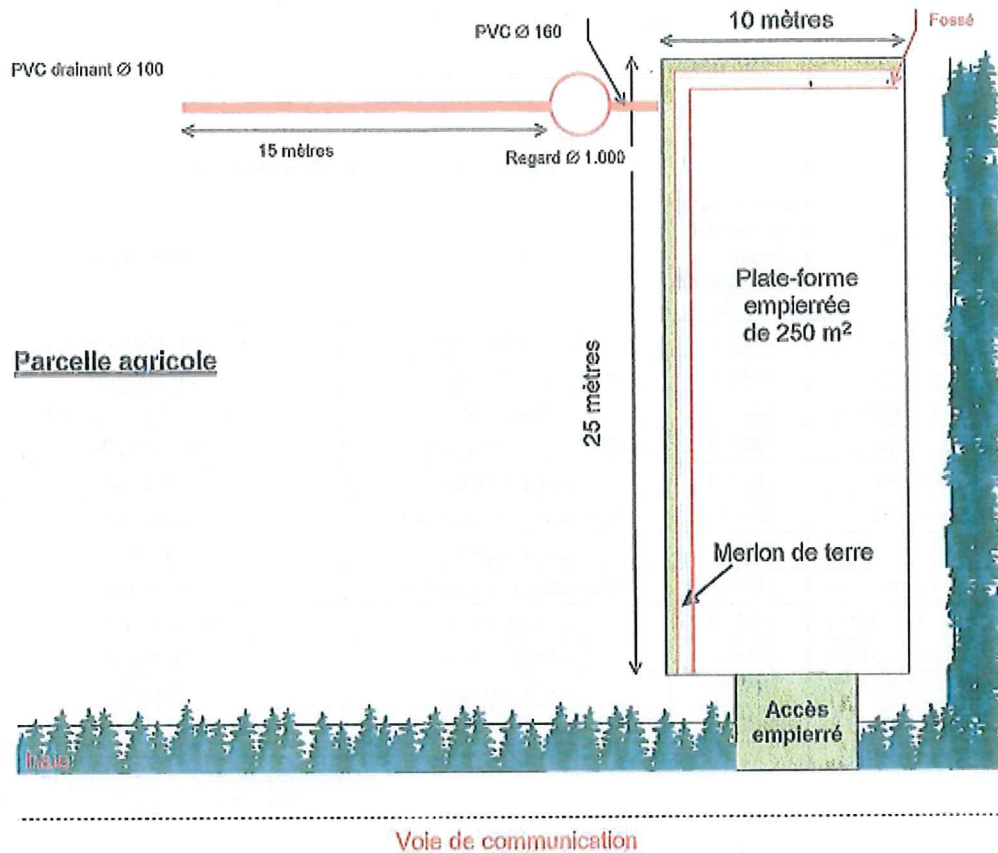 10 mètres
Fossé
PVC Ø 160
PVC drainant Ø 100
15 mètres
Regard Ø 1.000
Plate-forme
empierrée
de 250 m²
Parcelle agricole
25 mètres
Merlon de terre
Accès
empierré
haie
Voie de communication